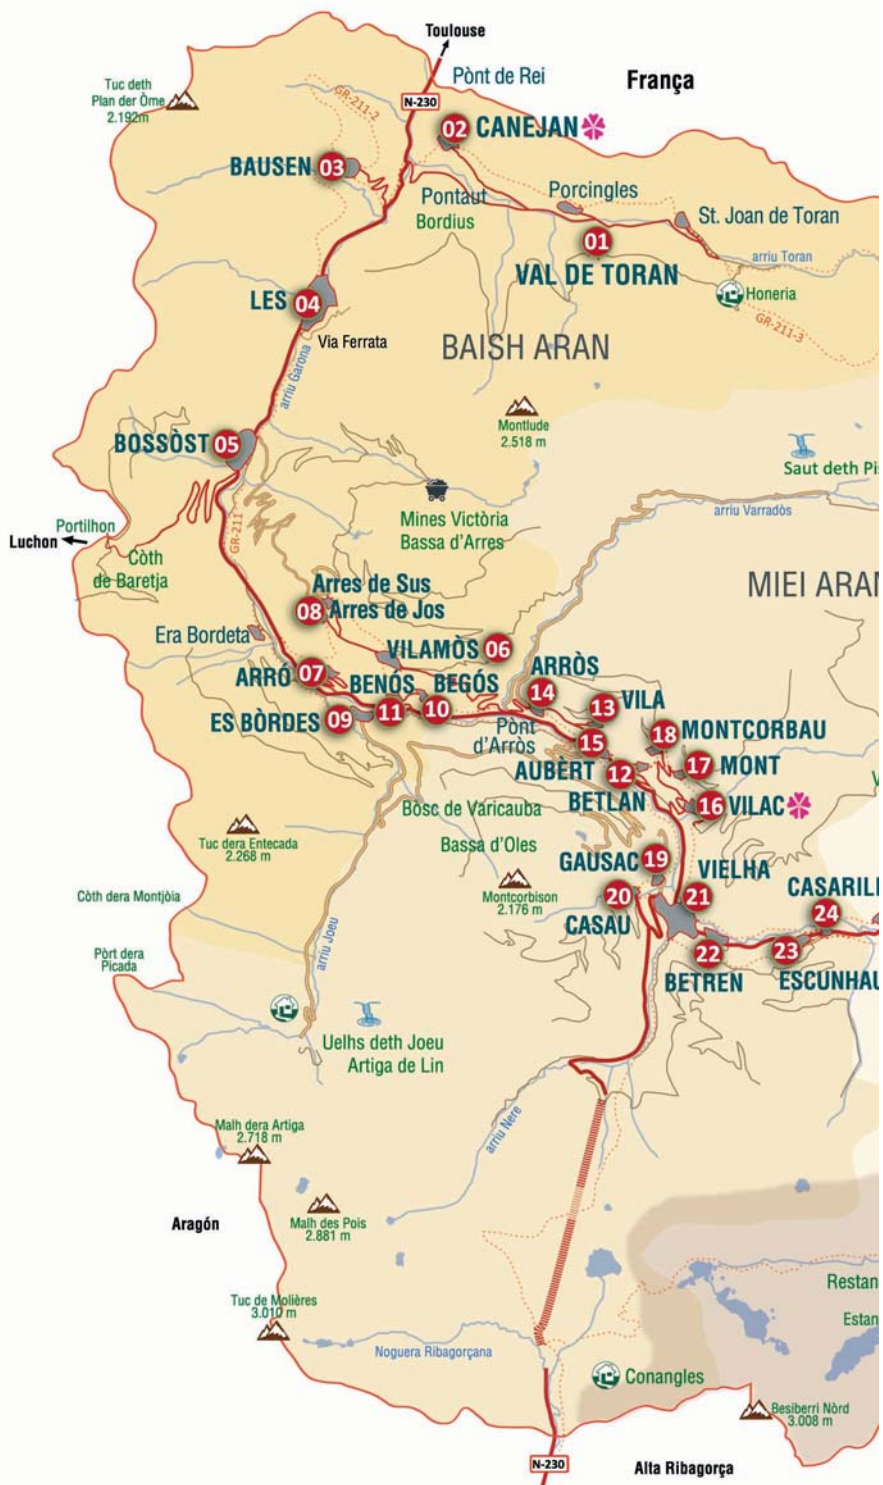 Toulouse
Pònt de Rei
França
Tuc deth
Plan der Òme
2.192m
GR-211-2
N-230
02 CANEJAN
BAUSEN 03
Pontaut
Bordius
Porcingles
St. Joan de Toran
01
VAL DE TORAN
arriu Toran
Honeria
GR-211-3
LES 04
Via Ferrata
arriu Garona
BAISH ARAN
Montlude
2.518 m
BOSSÒST 05
Saut deth Pis
Mines Victòria
Bassa d'Arres
arriu Varradòs
GR-211
Portilhon
Luchon
Còth
de Baretja
MIEI ARAN
Arres de Sus
08 Arres de Jos
Era Bordeta
VILAMÒS 06
ARRÒS
14
ARRÓ 07
BENÓS
BEGÓS
13 VILA
ES BÒRDES 09
11
10
Pònt
d'Arròs
15
18 MONTCORBAU
AUBÈRT
12
17 MONT
BETLAN
16 VILAC
V
Bòsc de Varicauba
Bassa d'Oles
Tuc dera Entecada
2.268 m
GAUSAC 19
VIELHA
Montcorbison
2.176 m
20
CASAU
21
CASARILH
24
Còth dera Montjòia
22
BETREN
23
ESCUNHAU
arriu Joeu
Pòrt dera
Picada
Uelhs deth Joeu
Artiga de Lin
arriu Nere
Malh dera Artiga
2.718 m
Aragón
Malh des Pois
2.881 m
Tuc de Molières
3.010 m
Restan
Estan
Noguera Ribagorçana
Conangles
Besiberri Nòrd
3.008 m
N-230
Alta Ribagorça